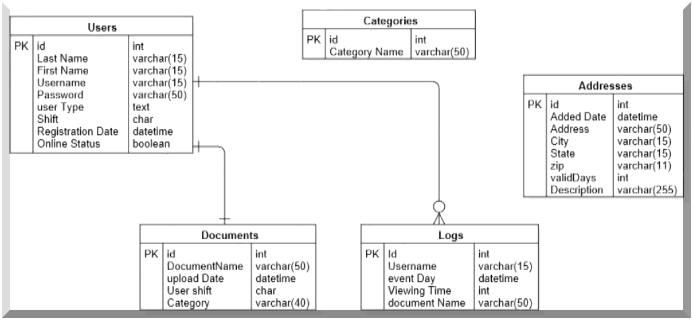 Users
PK id int
Last Name varchar(15)
First Name varchar(15)
Username varchar(15)
Password varchar(50)
user Type text
Shift char
Registration Date datetime
Online Status boolean
Categories
PK id int
Category Name varchar(50)
Addresses
PK id int
Added Date datetime
Address varchar(50)
City varchar(15)
State varchar(15)
zip varchar(11)
validDays int
Description varchar(255)
Documents
PK id int
DocumentName varchar(50)
upload Date datetime
User shift char
Category varchar(40)
Logs
PK Id int
Username varchar(15)
event Day datetime
Viewing Time int
document Name varchar(50)